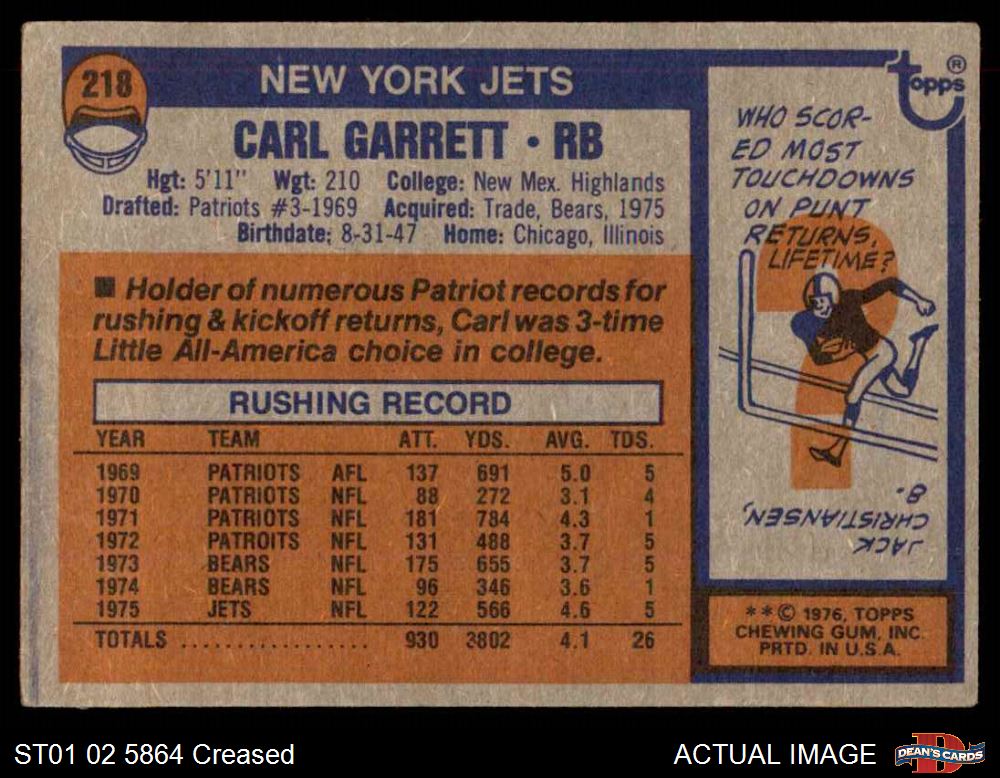 218
NEW YORK JETS
CARL GARRETT • RB
Hgt: 5'11" Wgt: 210 College: New Mex. Highlands
Drafted: Patriots #3-1969 Acquired: Trade, Bears, 1975
Birthdate: 8-31-47 Home: Chicago, Illinois
■ Holder of numerous Patriot records for
rushing & kickoff returns, Carl was 3-time
Little All-America choice in college.
RUSHING RECORD
YEAR TEAM ATT. YDS. AVG. TDS.
1969 PATRIOTS AFL 137 691 5.0 5
1970 PATRIOTS NFL 88 272 3.1 4
1971 PATRIOTS NFL 181 784 4.3 1
1972 PATROITS NFL 131 488 3.7 5
1973 BEARS NFL 175 655 3.7 5
1974 BEARS NFL 96 346 3.6 1
1975 JETS NFL 122 566 4.6 5
TOTALS ................. 930 3802 4.1 26
topps ®
WHO SCOR-
ED MOST
TOUCHDOWNS
ON PUNT
RETURNS,
LIFETIME?
?
JACK
CHRISTIANSEN,
8.
**© 1976, TOPPS
CHEWING GUM, INC.
PRTD. IN U.S.A.
ST01 02 5864 Creased
ACTUAL IMAGE
DEAN'S CARDS